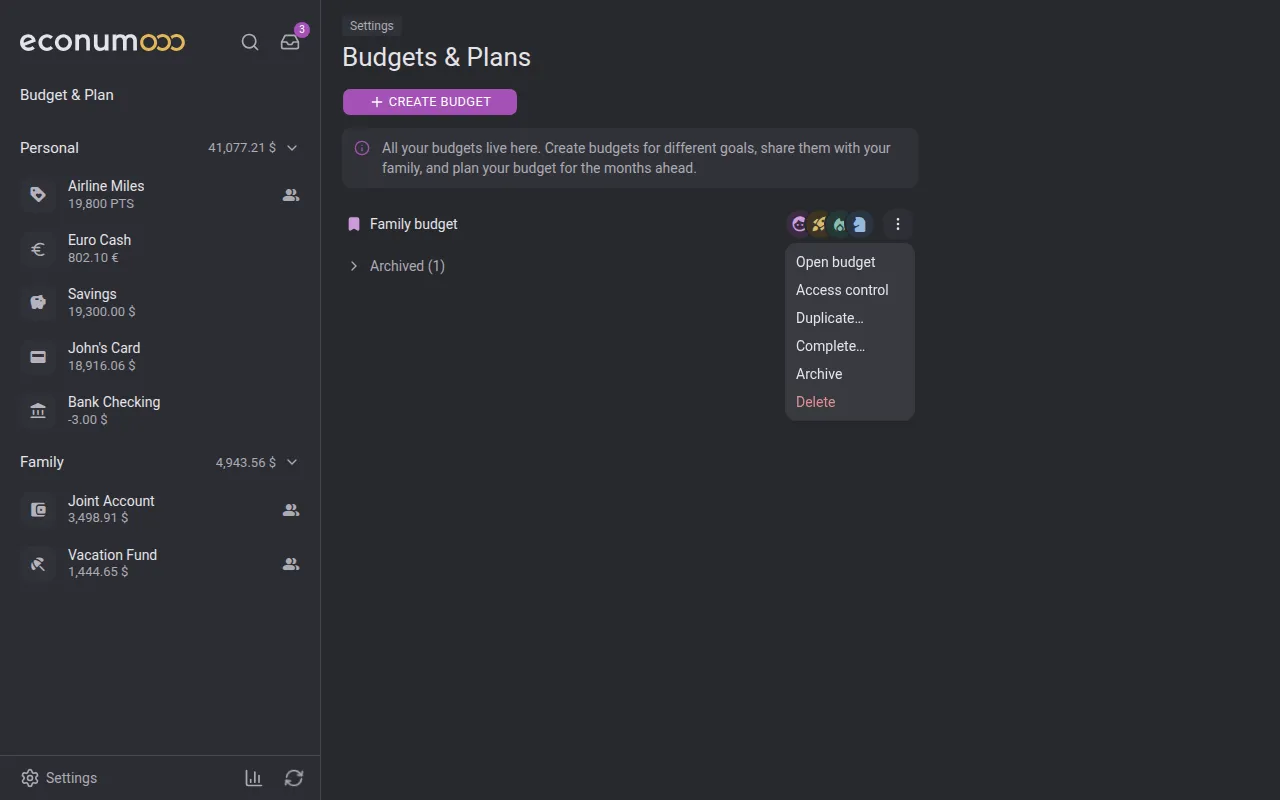 econumo
3
Budget & Plan
Personal 41,077.21 $
Airline Miles
19,800 PTS
Euro Cash
802.10 €
Savings
19,300.00 $
John's Card
18,916.06 $
Bank Checking
-3.00 $
Family 4,943.56 $
Joint Account
3,498.91 $
Vacation Fund
1,444.65 $
Settings
Settings
Budgets & Plans
CREATE BUDGET
All your budgets live here. Create budgets for different goals, share them with your
family, and plan your budget for the months ahead.
Family budget
Archived (1)
Open budget
Access control
Duplicate…
Complete…
Archive
Delete